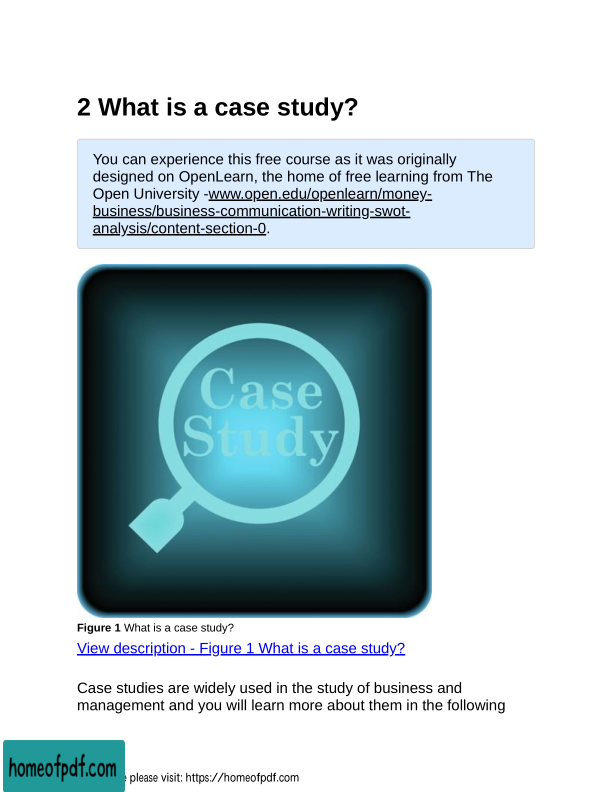 2 What is a case study?
You can experience this free course as it was originally
designed on OpenLearn, the home of free learning from The
Open University -www.open.edu/openlearn/money-
business/business-communication-writing-swot-
analysis/content-section-0.
Case
Study
Figure 1 What is a case study?
View description - Figure 1 What is a case study?
Case studies are widely used in the study of business and
management and you will learn more about them in the following
homeofpdf.com
please visit: https://homeofpdf.com